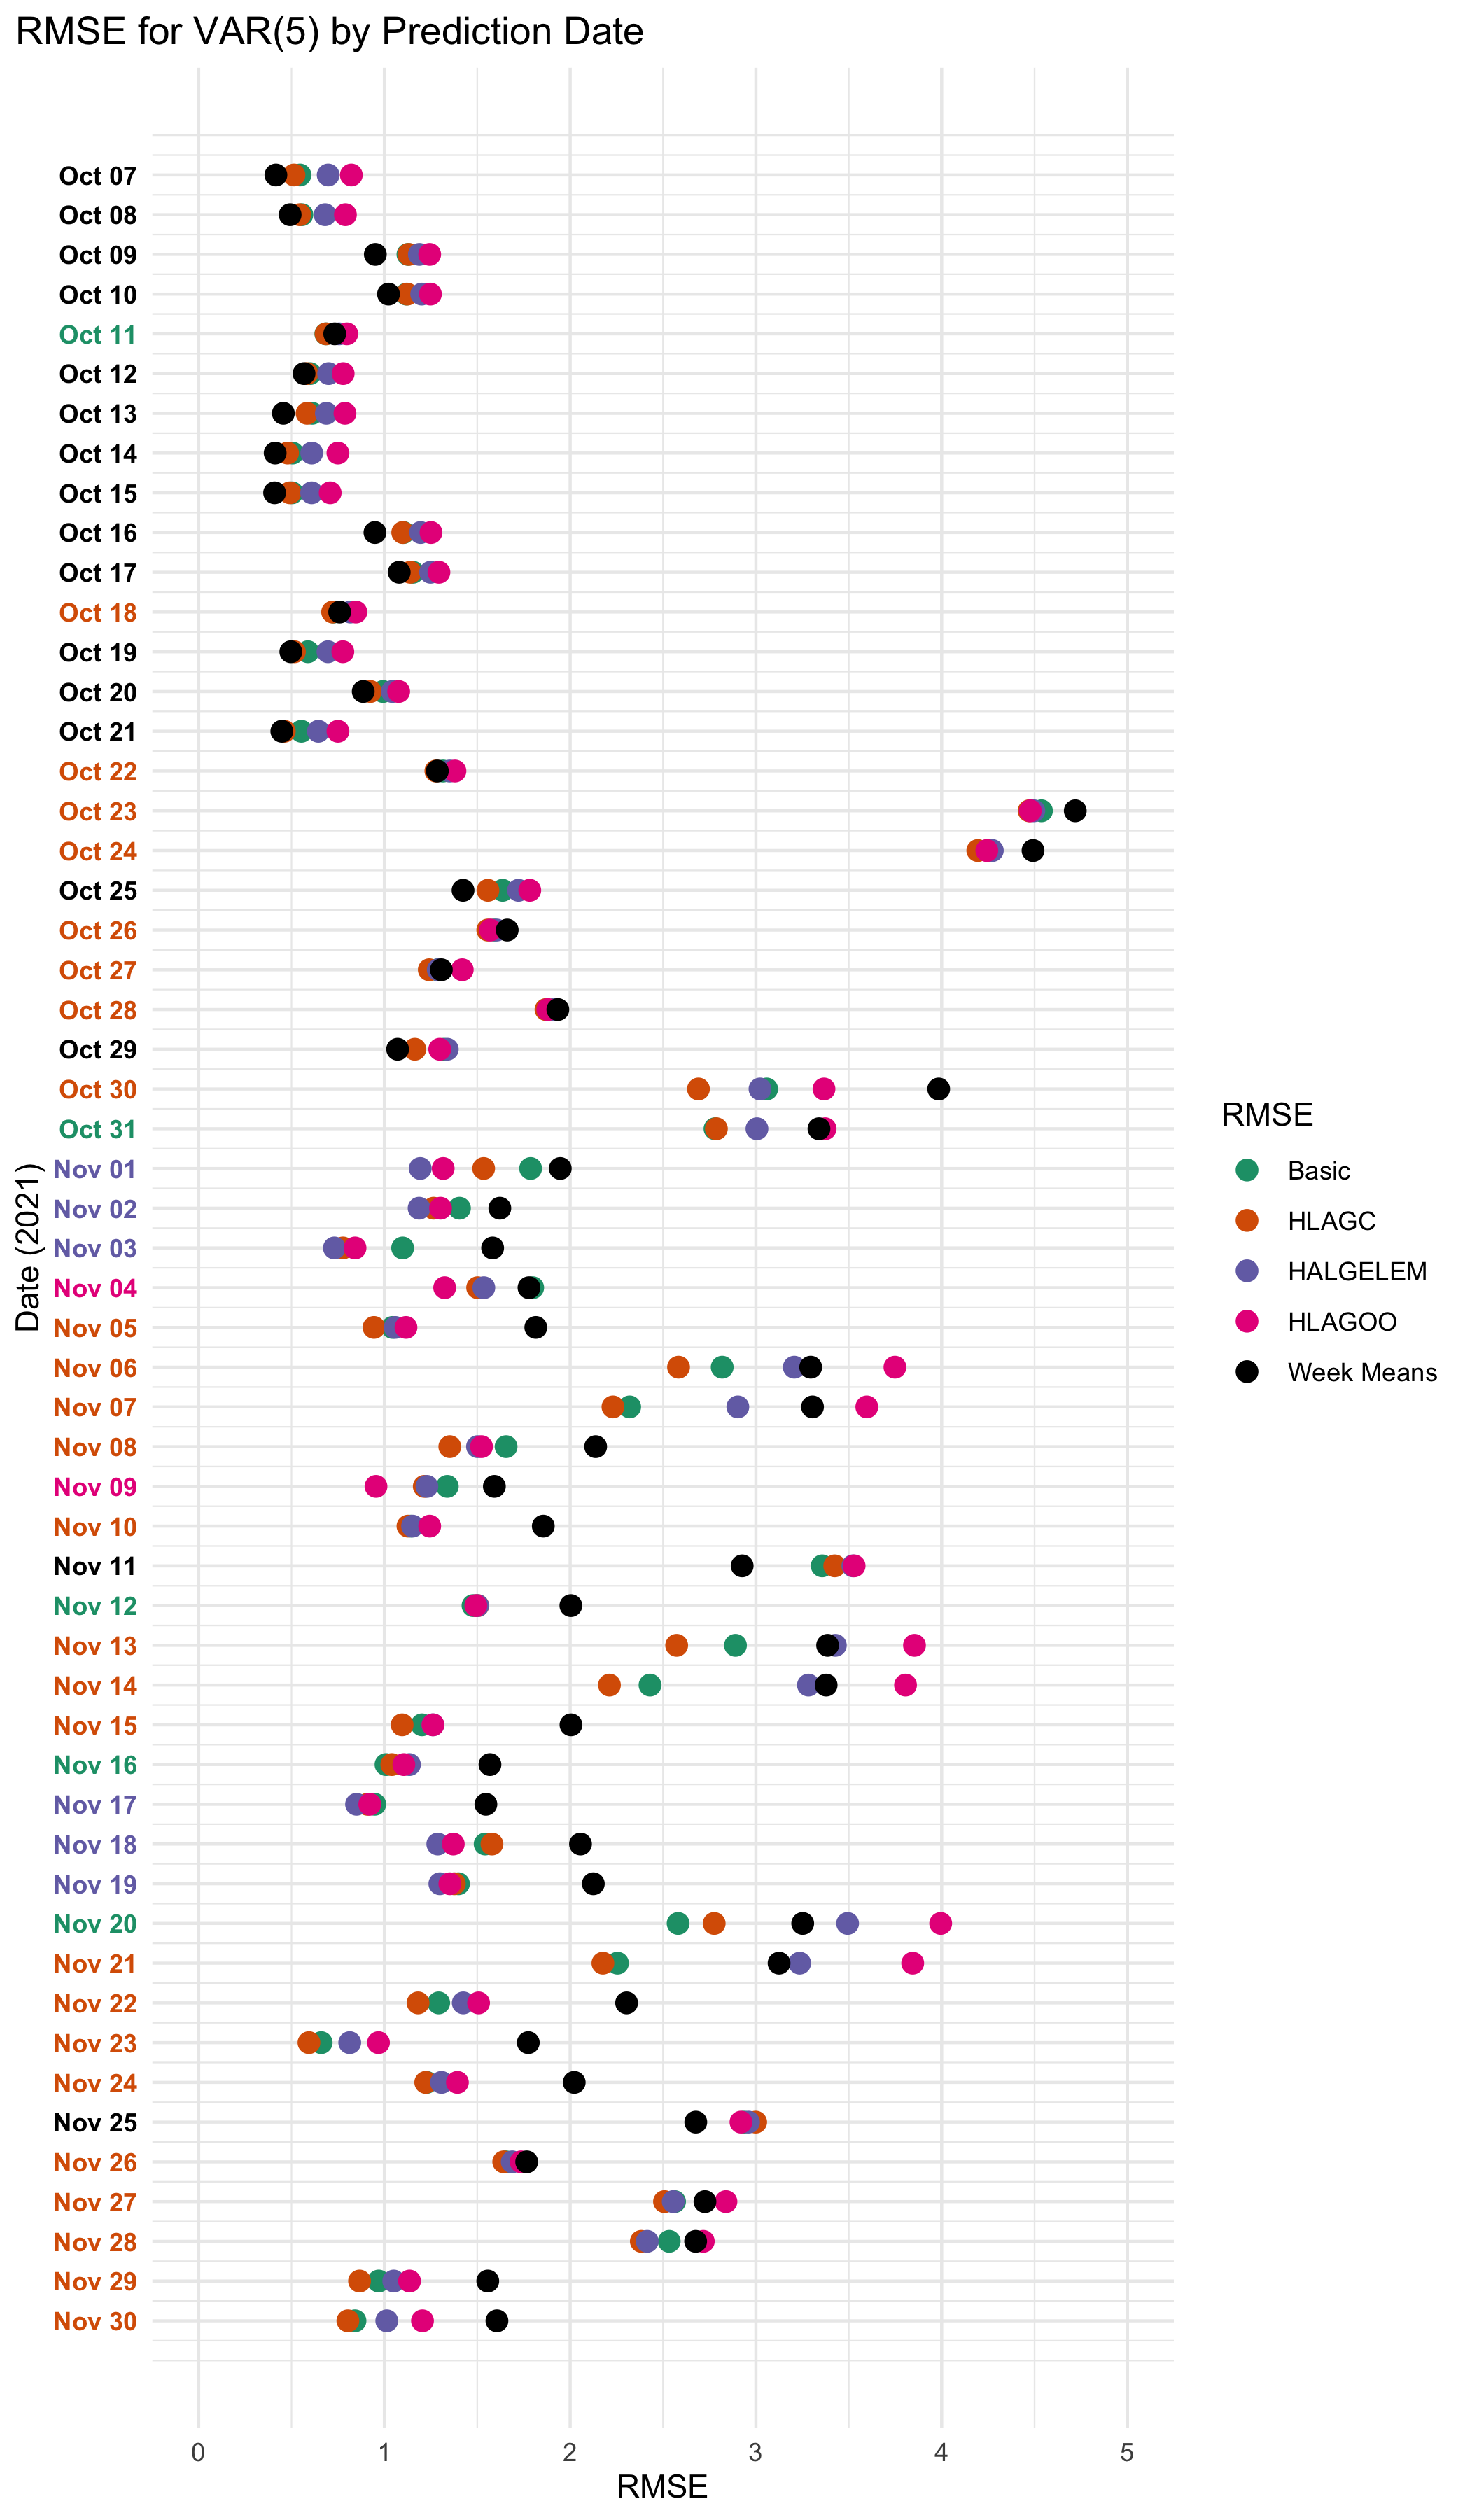 RMSE for VAR(5) by Prediction Date
Oct 07
Oct 08
Oct 09
Oct 10
Oct 11
Oct 12
Oct 13
Oct 14
Oct 15
Oct 16
Oct 17
Oct 18
Oct 19
Oct 20
Oct 21
Oct 22
Oct 23
Oct 24
Oct 25
Oct 26
Oct 27
Oct 28
Oct 29
Oct 30
Oct 31
Nov 01
Nov 02
Nov 03
Nov 04
Nov 05
Nov 06
Nov 07
Nov 08
Nov 09
Nov 10
Nov 11
Nov 12
Nov 13
Nov 14
Nov 15
Nov 16
Nov 17
Nov 18
Nov 19
Nov 20
Nov 21
Nov 22
Nov 23
Nov 24
Nov 25
Nov 26
Nov 27
Nov 28
Nov 29
Nov 30
Date (2021)
0 1 2 3 4 5
RMSE
RMSE
Basic
HLAGC
HALGELEM
HLAGOO
Week Means